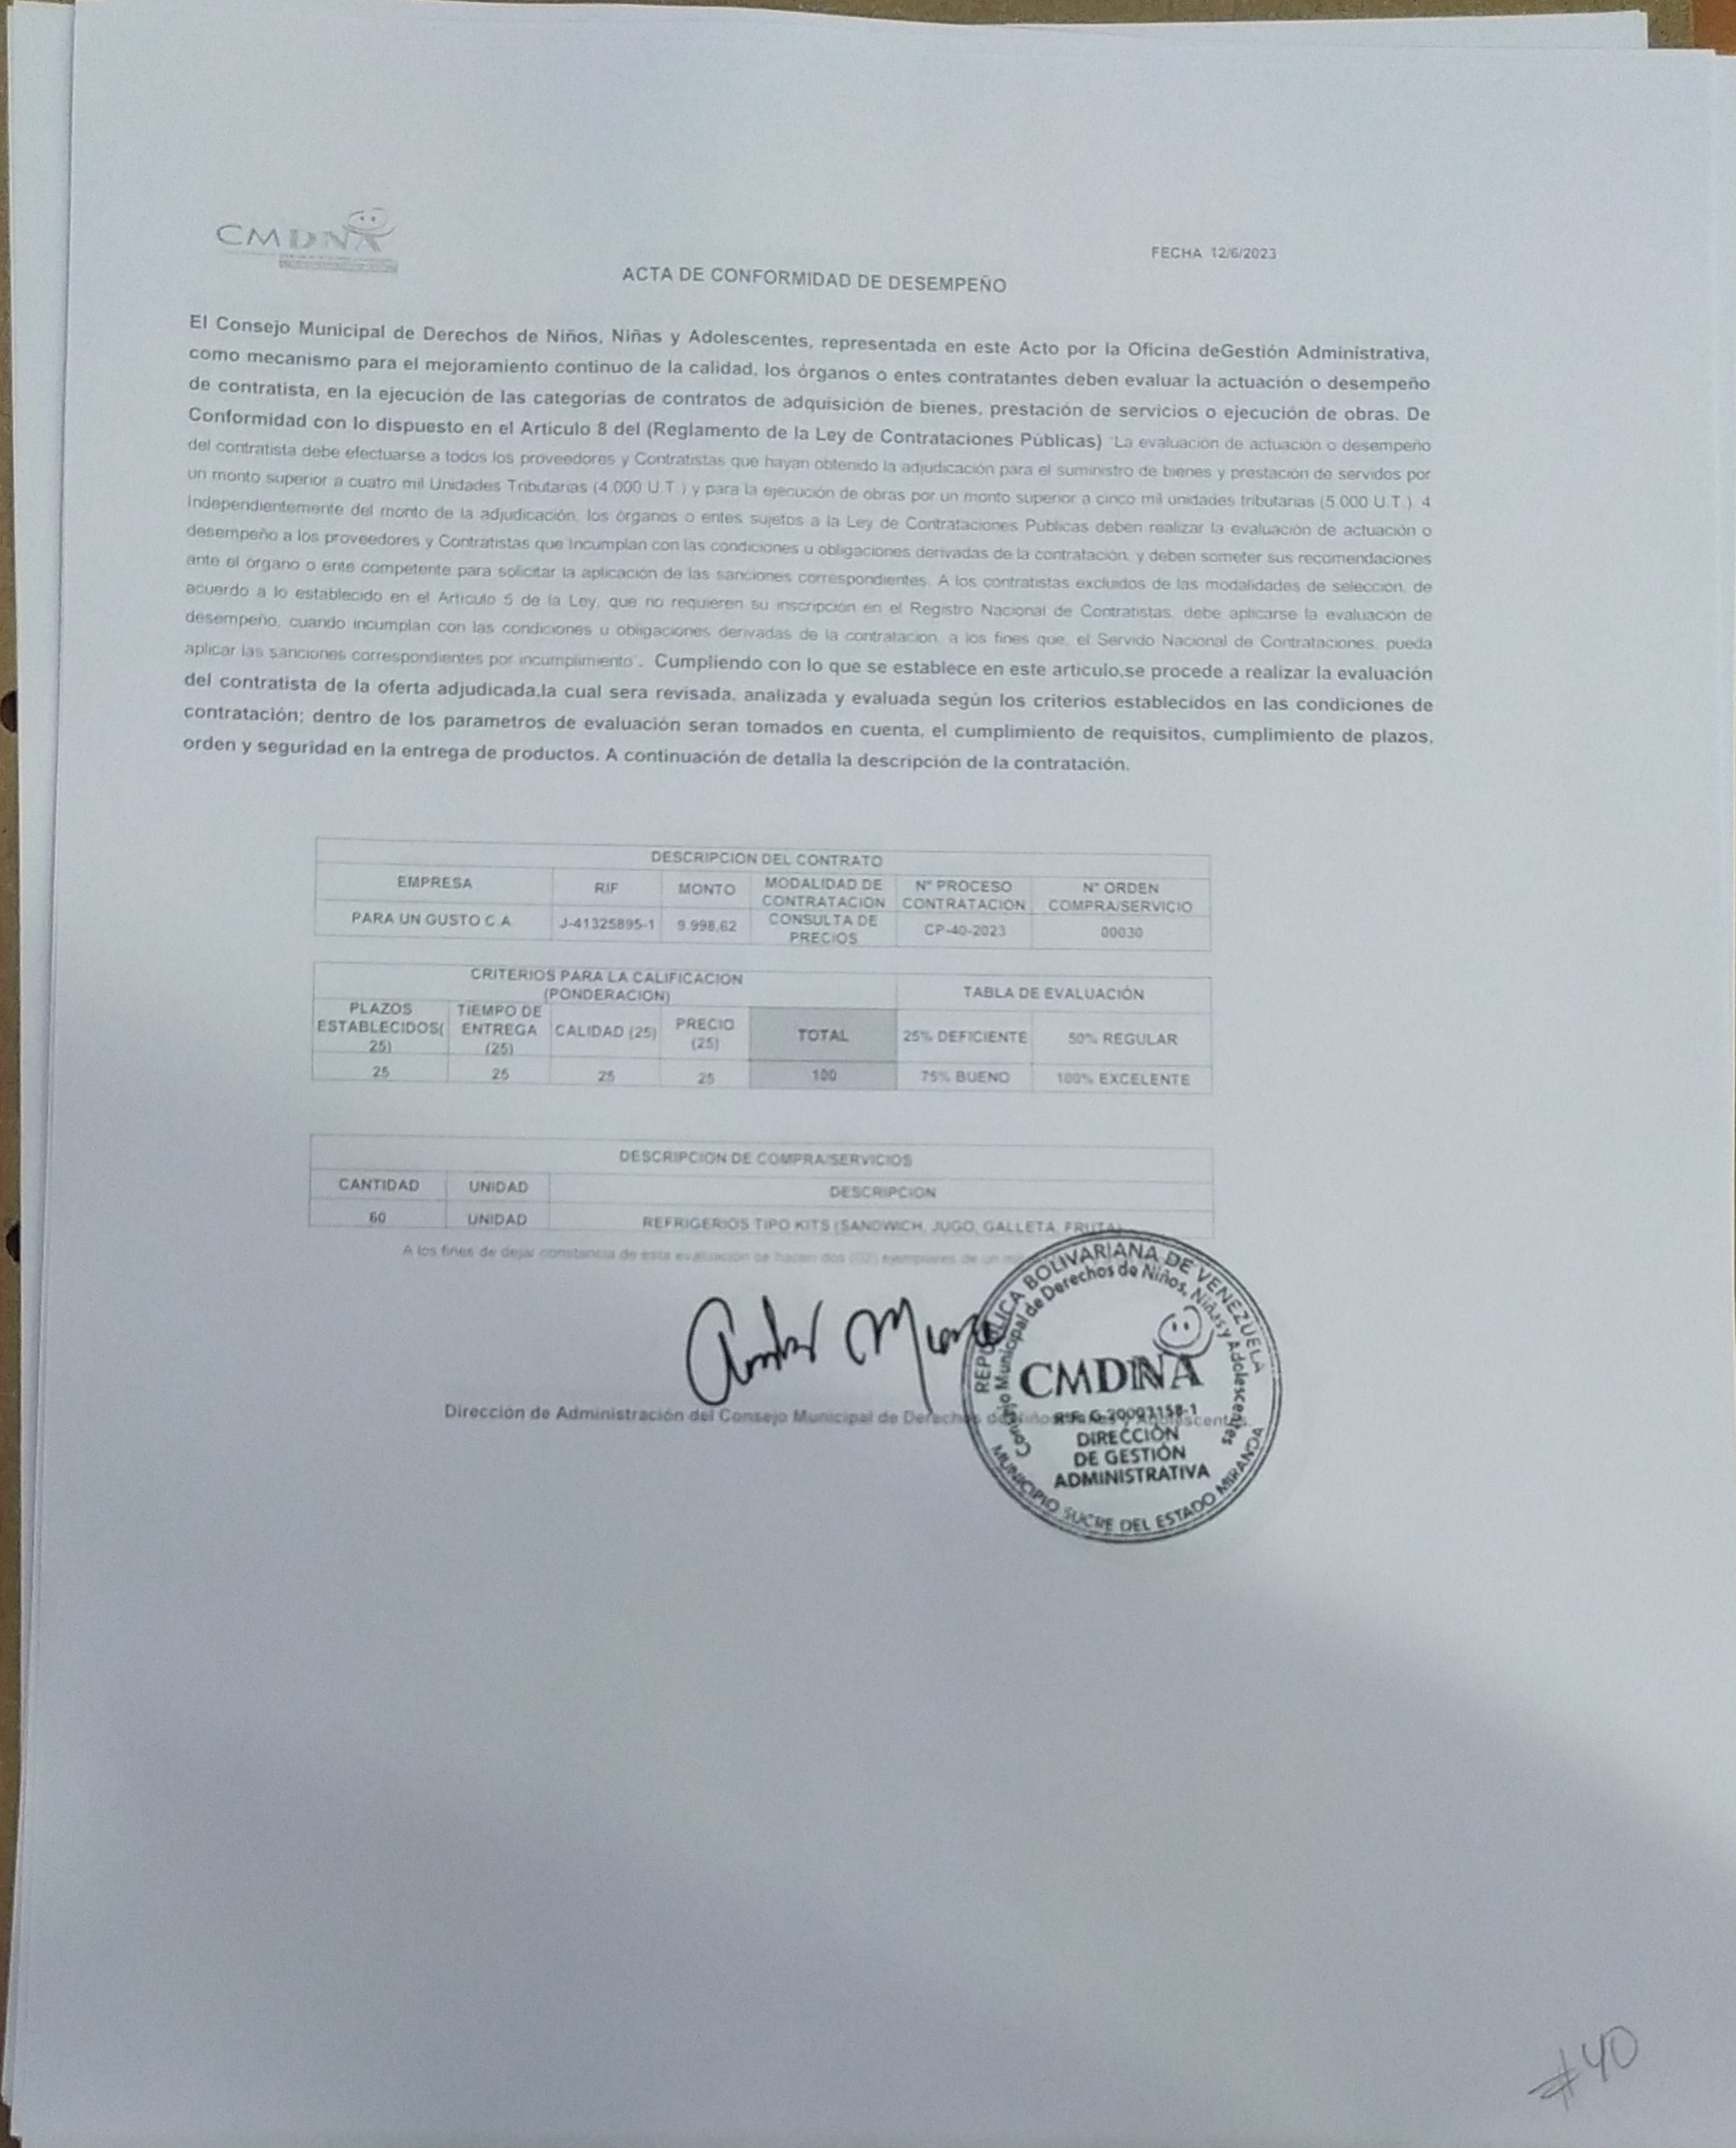 CMDNA
FECHA 12/6/2023
ACTA DE CONFORMIDAD DE DESEMPEÑO
El Consejo Municipal de Derechos de Niños, Niñas y Adolescentes, representada en este Acto por la Oficina deGestión Administrativa,
como mecanismo para el mejoramiento continuo de la calidad, los órganos o entes contratantes deben evaluar la actuación o desempeño
de contratista, en la ejecución de las categorias de contratos de adquisición de bienes, prestación de servicios o ejecución de obras. De
Conformidad con lo dispuesto en el Articulo 8 del (Reglamento de la Ley de Contrataciones Públicas) "La evaluación de actuación o desempeño
del contratista debe efectuarse a todos los proveedores y Contratistas que hayan obtenido la adjudicación para el suministro de bienes y prestación de servidos por
un monto superior a cuatro mil Unidades Tributarias (4.000 U.T.) y para la ejecución de obras por un monto superior a cinco mil unidades tributarias (5.000 U.T.). 4
Independientemente del monto de la adjudicación, los órganos o entes sujetos a la Ley de Contrataciones Públicas deben realizar la evaluación de actuación o
desempeño a los proveedores y Contratistas que Incumplan con las condiciones u obligaciones derivadas de la contratación, y deben someter sus recomendaciones
ante el órgano o ente competente para solicitar la aplicación de las sanciones correspondientes. A los contratistas excluidos de las modalidades de selección, de
acuerdo a lo establecido en el Articulo 5 de la Ley, que no requieren su inscripción en el Registro Nacional de Contratistas, debe aplicarse la evaluación de
desempeño, cuando incumplan con las condiciones u obligaciones derivadas de la contratacion, a los fines que, el Servido Nacional de Contrataciones, pueda
aplicar las sanciones correspondientes por incumplimiento". Cumpliendo con lo que se establece en este articulo,se procede a realizar la evaluación
del contratista de la oferta adjudicada,la cual sera revisada, analizada y evaluada según los criterios establecidos en las condiciones de
contratación; dentro de los parametros de evaluación seran tomados en cuenta, el cumplimiento de requisitos, cumplimiento de plazos,
orden y seguridad en la entrega de productos. A continuación de detalla la descripción de la contratación.
DESCRIPCION DEL CONTRATO
EMPRESA RIF MONTO MODALIDAD DE CONTRATACION N° PROCESO CONTRATACION N° ORDEN COMPRA/SERVICIO
PARA UN GUSTO C.A. J-41325895-1 9.998,62 CONSULTA DE PRECIOS CP-40-2023 00030
CRITERIOS PARA LA CALIFICACION (PONDERACION) TABLA DE EVALUACIÓN
PLAZOS ESTABLECIDOS( 25) TIEMPO DE ENTREGA (25) CALIDAD (25) PRECIO (25) TOTAL 25% DEFICIENTE 50% REGULAR
25 25 25 25 100 75% BUENO 100% EXCELENTE
DESCRIPCION DE COMPRA/SERVICIOS
CANTIDAD UNIDAD DESCRIPCION
60 UNIDAD REFRIGERIOS TIPO KITS (SANDWICH, JUGO, GALLETA, FRUTA)
A los fines de dejar constancia de esta evaluación se hacen dos (02) ejemplares de un
Dirección de Administración del Consejo Municipal de Derechos de Niños, Niñas y Adolescentes.
REPÚBLICA BOLIVARIANA DE VENEZUELA
Consejo Municipal de Derechos de Niños, Niñas y Adolescentes
CMDNA
DIRECCIÓN
DE GESTIÓN
ADMINISTRATIVA
MUNICIPIO SUCRE DEL ESTADO MIRANDA
#40